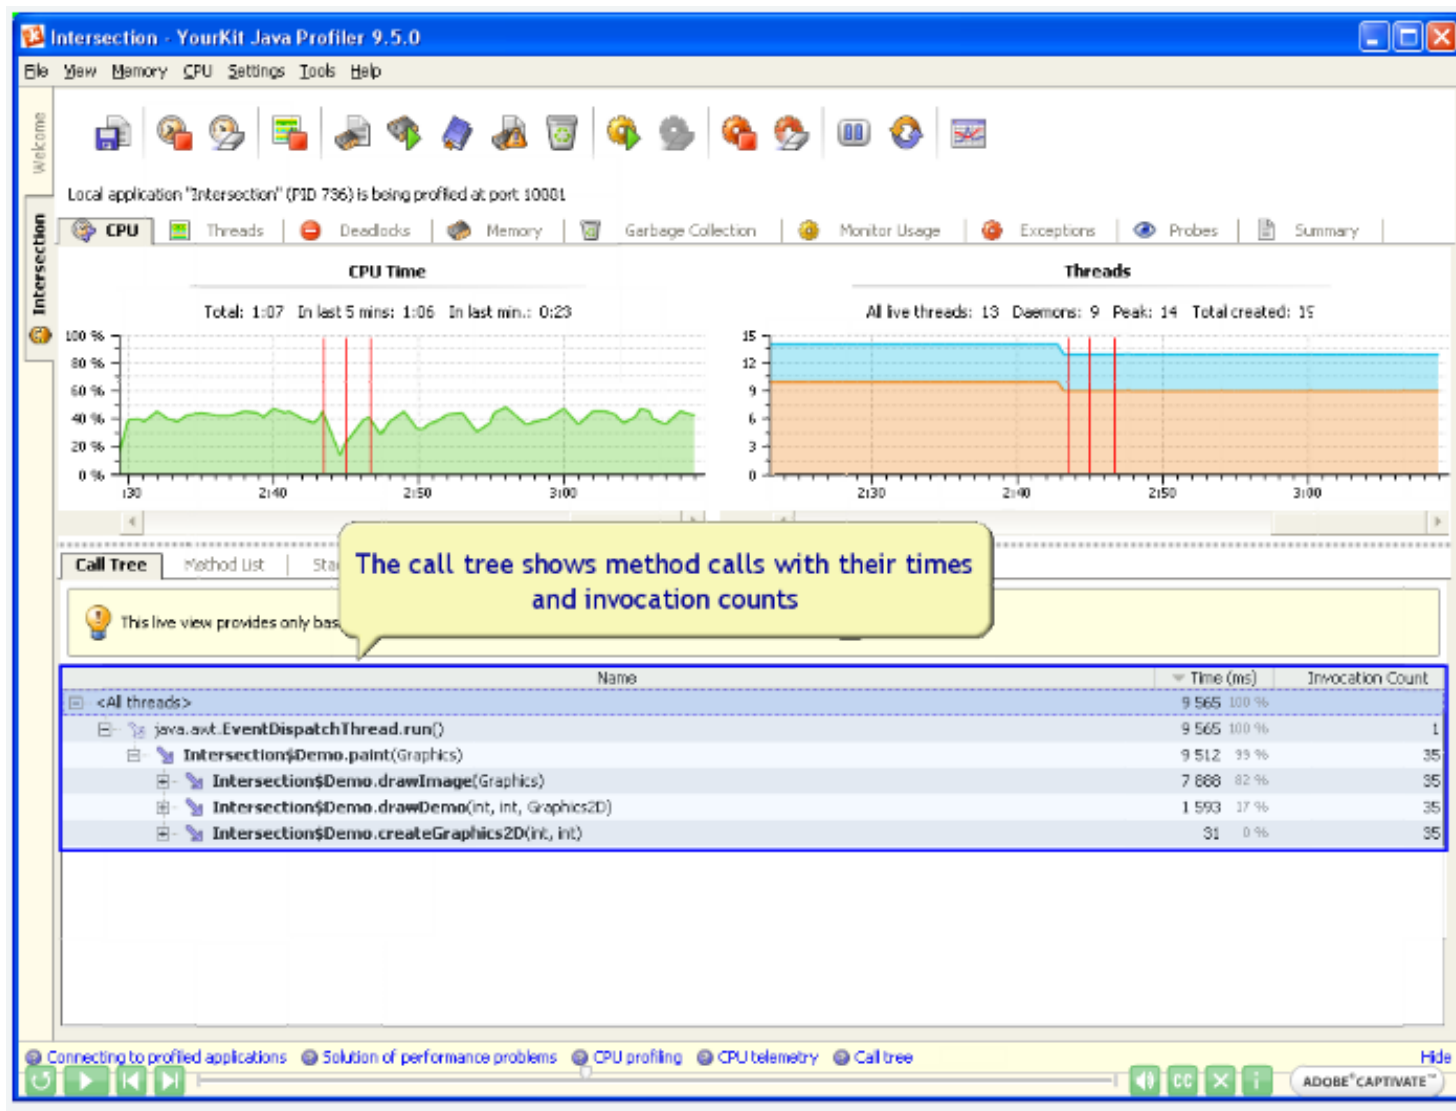 Intersection - YourKit Java Profiler 9.5.0
File View Memory CPU Settings Tools Help
Welcome
Intersection
Local application "Intersection" (PID 736) is being profiled at port 10001
CPU Threads Deadlocks Memory Garbage Collection Monitor Usage Exceptions Probes Summary
CPU Time
Total: 1:07 In last 5 mins: 1:06 In last min.: 0:23
100 %
80 %
60 %
40 %
20 %
0 %
:30 2:40 2:50 3:00
Threads
All live threads: 13 Daemons: 9 Peak: 14 Total created: 15
15
12
9
6
3
0
2:30 2:40 2:50 3:00
Call Tree Method List
The call tree shows method calls with their times
and invocation counts
This live view provides only
Name Time (ms) Invocation Count
<All threads> 9 565 100 %
java.awt.EventDispatchThread.run() 9 565 100 % 1
Intersection$Demo.paint(Graphics) 9 512 99 % 35
Intersection$Demo.drawImage(Graphics) 7 888 82 % 35
Intersection$Demo.drawDemo(int, int, Graphics2D) 1 593 17 % 35
Intersection$Demo.createGraphics2D(int, int) 31 0 % 35
Connecting to profiled applications Solution of performance problems CPU profiling CPU telemetry Call tree Hide
CC i ADOBE®CAPTIVATE™